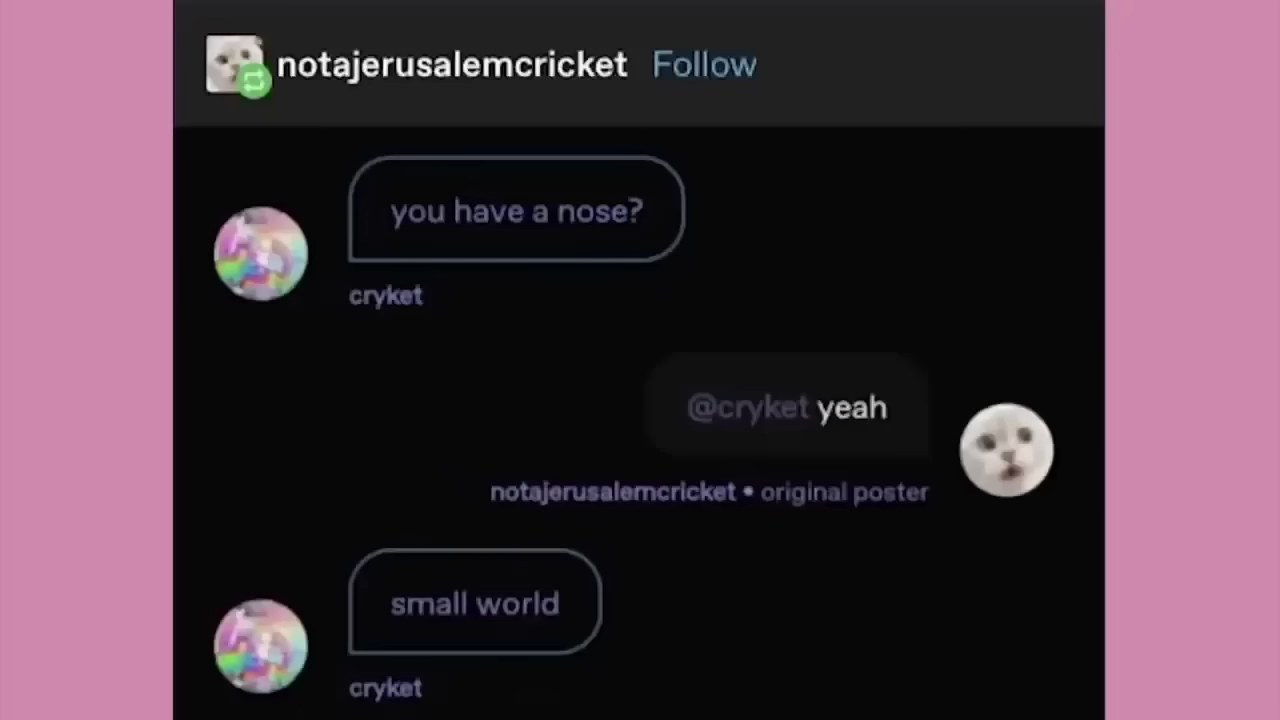 notajerusalemcricket Follow
you have a nose?
cryket
@cryket yeah
notajerusalemcricket • original poster
small world
cryket